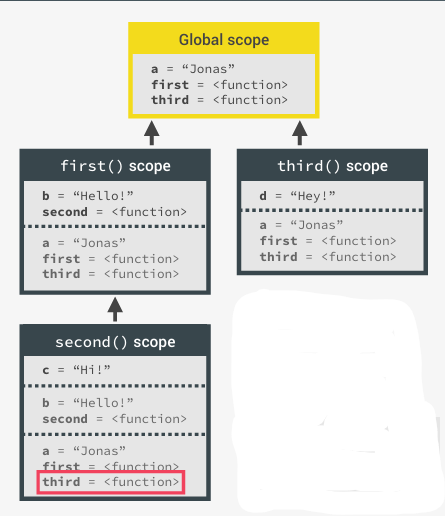 Global scope
a = “Jonas”
first = <function>
third = <function>
first() scope
b = “Hello!”
second = <function>
a = “Jonas”
first = <function>
third = <function>
third() scope
d = “Hey!”
a = “Jonas”
first = <function>
third = <function>
second() scope
c = “Hi!”
b = “Hello!”
second = <function>
a = “Jonas”
first = <function>
third = <function>